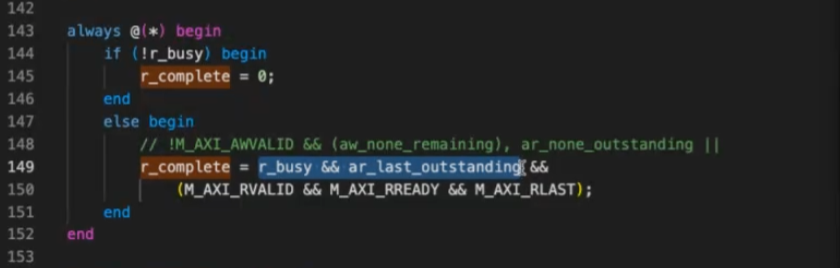 142
143 always @(*) begin
144 if (!r_busy) begin
145 r_complete = 0;
146 end
147 else begin
148 // !M_AXI_AWVALID && (aw_none_remaining), ar_none_outstanding ||
149 r_complete = r_busy && ar_last_outstanding &&
150 (M_AXI_RVALID && M_AXI_RREADY && M_AXI_RLAST);
151 end
152 end
153